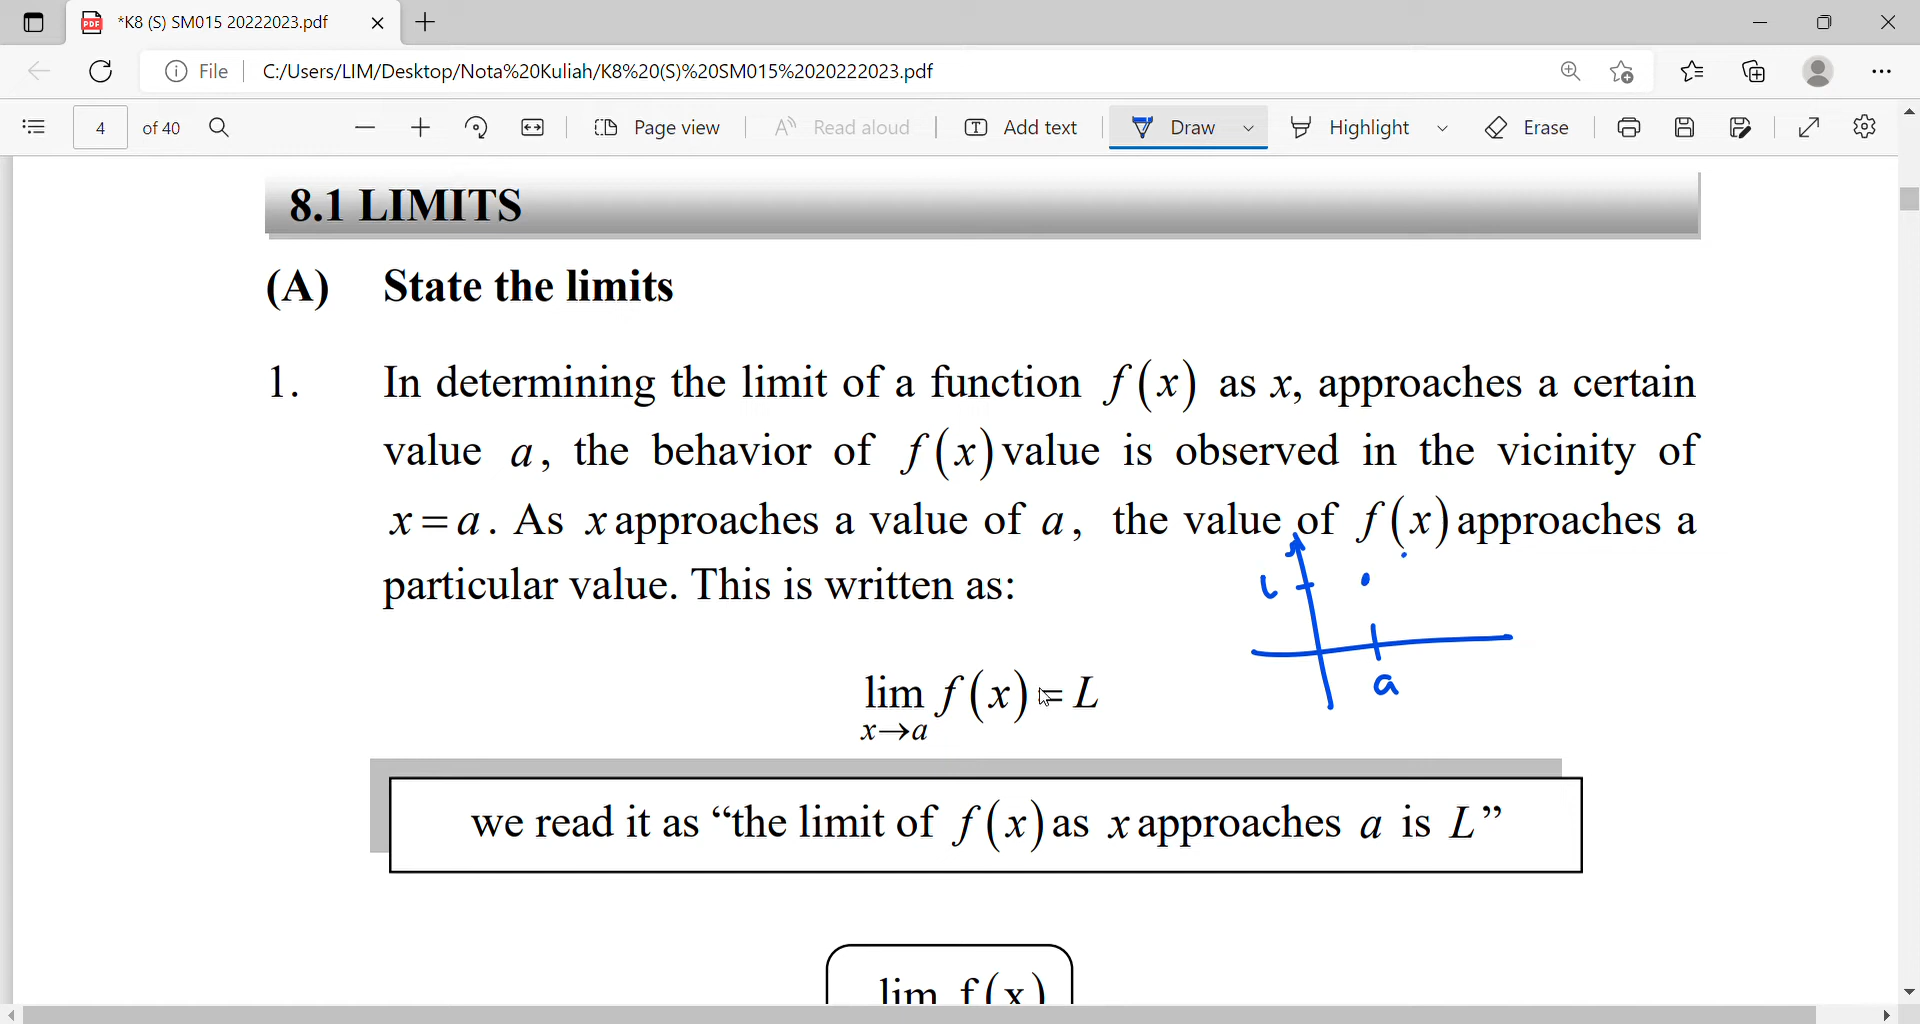 *K8 (S) SM015 20222023.pdf
File C:/Users/LIM/Desktop/Nota%20Kuliah/K8%20(S)%20SM015%2020222023.pdf
4 of 40 Page view Read aloud Add text Draw Highlight Erase
8.1 LIMITS
(A) State the limits
1. In determining the limit of a function f(x) as x, approaches a certain
value a, the behavior of f(x) value is observed in the vicinity of
x = a. As x approaches a value of a, the value of f(x) approaches a
particular value. This is written as:
L
a
lim f(x) = L
x→a
we read it as “the limit of f(x) as x approaches a is L”
lim f(x)